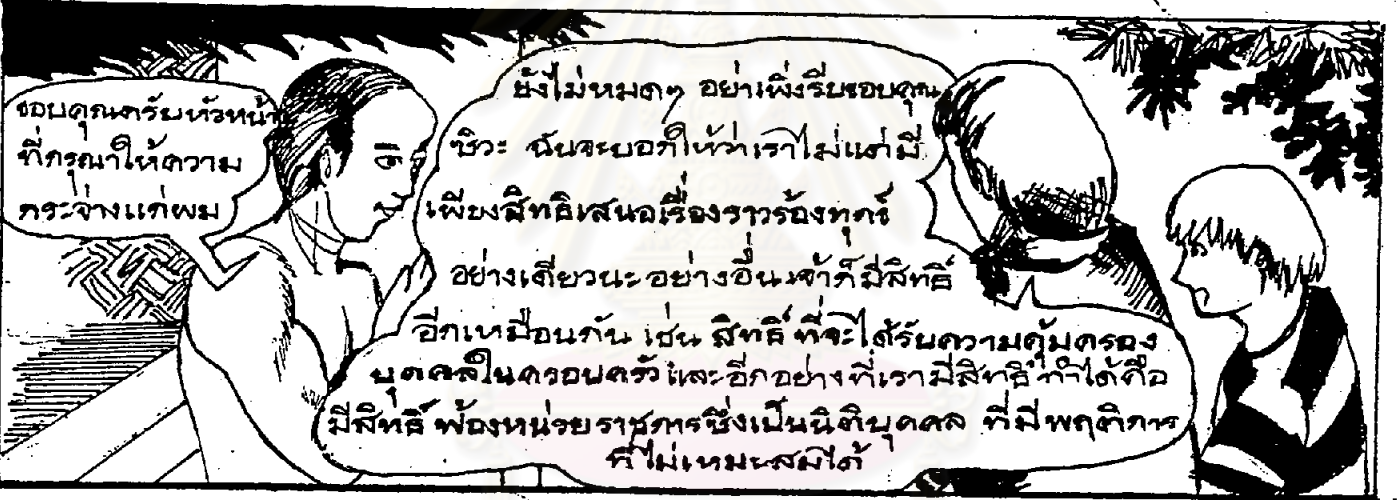 ขอบคุณครับหัวหน้า
ที่กรุณาให้ความ
กระจ่างแก่ผม
ยังไม่หมดๆ อย่าเพิ่งรีบขอบคุณ
ซิวะ ฉันจะบอกให้ว่าเราไม่แต่มี
เพียงสิทธิเสนอเรื่องราวร้องทุกข์
อย่างเดียวนะ อย่างอื่นเจ้าก็มีสิทธิ์
อีกเหมือนกัน เช่น สิทธิ์ที่จะได้รับความคุ้มครอง
บุคคลในครอบครัว และอีกอย่างที่เรามีสิทธิ์ทำได้คือ
มีสิทธิ์ฟ้องหน่วยราชการซึ่งเป็นนิติบุคคล ที่มีพฤติการ
ที่ไม่เหมะสมได้